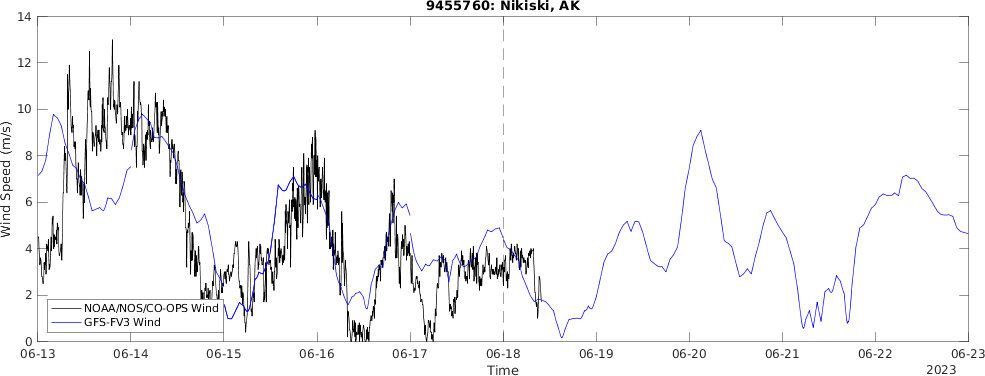 9455760: Nikiski, AK
14
12
10
8
6
4
2
0
Wind Speed (m/s)
NOAA/NOS/CO-OPS Wind
GFS-FV3 Wind
06-13 06-14 06-15 06-16 06-17 06-18 06-19 06-20 06-21 06-22 06-23
Time
2023